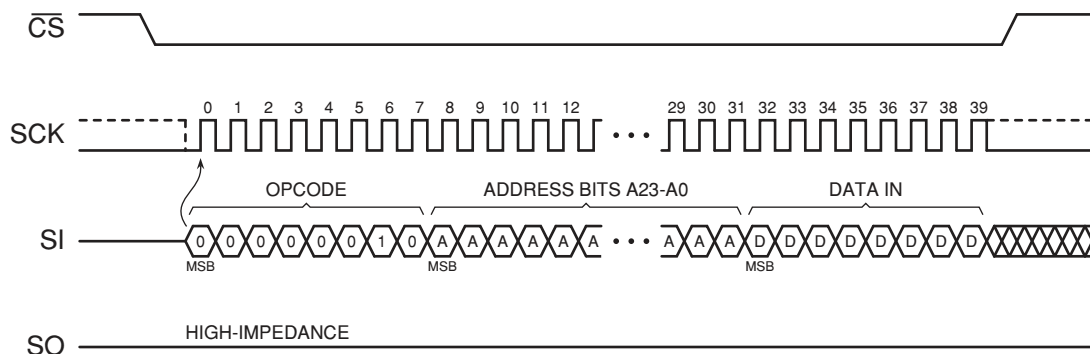 CS
0 1 2 3 4 5 6 7 8 9 10 11 12 29 30 31 32 33 34 35 36 37 38 39
SCK
OPCODE ADDRESS BITS A23-A0 DATA IN
SI 0 0 0 0 0 0 1 0 A A A A A A A A A D D D D D D D D
MSB MSB MSB
HIGH-IMPEDANCE
SO